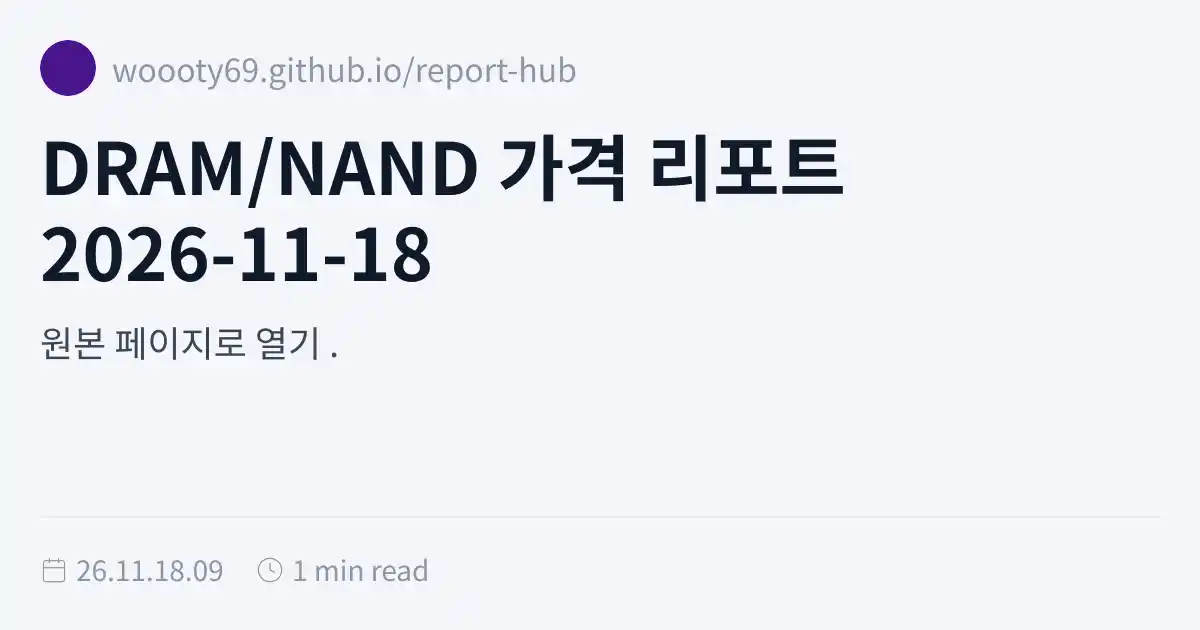 woooty69.github.io/report-hub
DRAM/NAND 가격 리포트
2026-11-18
원본 페이지로 열기 .
26.11.18.09
1 min read